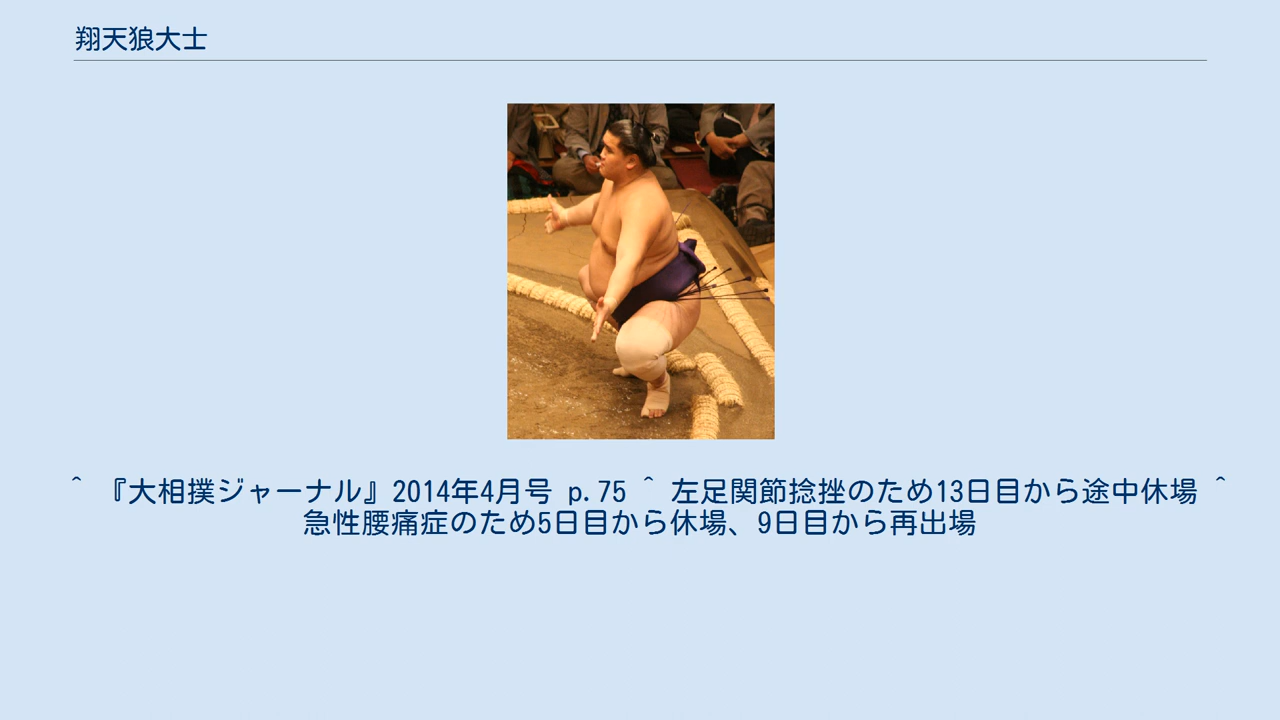 翔天狼大士
^ 『大相撲ジャーナル』2014年4月号 p.75 ^ 左足関節捻挫のため13日目から途中休場 ^
急性腰痛症のため5日目から休場、9日目から再出場